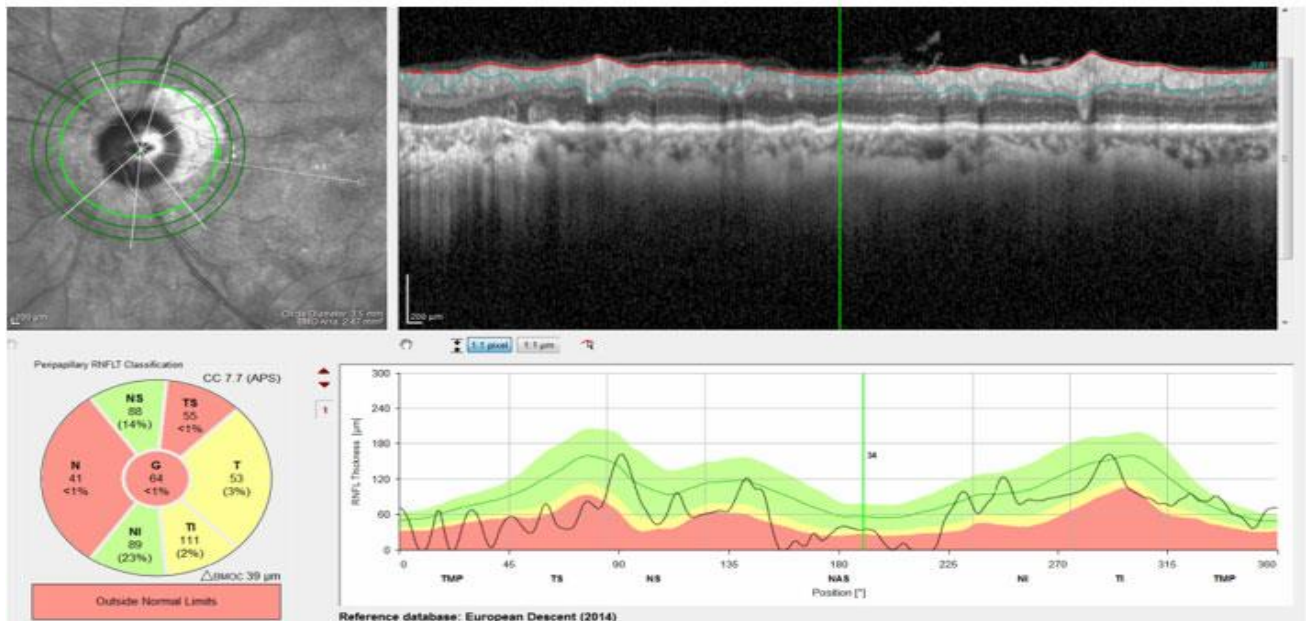 200 µm
Circle Diameter: 3.5 mm
BMO Area: 2.47 mm²
200 µm
1:1 pixel 1:1 µm
Peripapillary RNFLT Classification
CC 7.7 (APS)
NS
88
(14%)
TS
55
<1%
N
41
<1%
G
64
<1%
T
53
(3%)
NI
89
(23%)
TI
111
(2%)
△BMOC 39 µm
Outside Normal Limits
1
RNFL Thickness [µm]
300
240
180
120
60
0
34
0 45 90 135 180 225 270 315 360
TMP TS NS NAS NI TI TMP
Position [°]
Reference database: European Descent (2014)